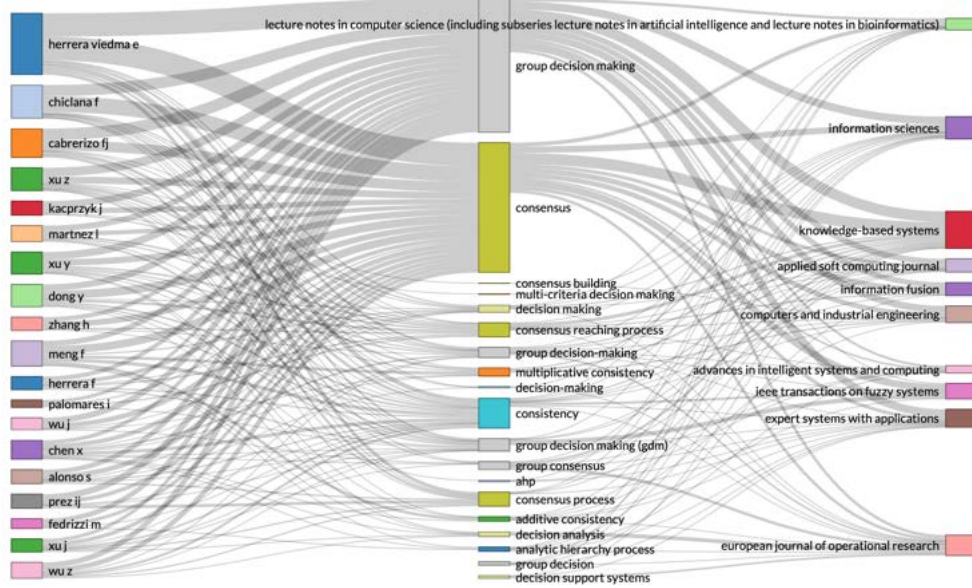 herrera viedma e
chiclana f
cabrerizo fj
xu z
kacprzyk j
martnez l
xu y
dong y
zhang h
meng f
herrera f
palomares i
wu j
chen x
alonso s
prez ij
fedrizzi m
xu j
wu z
group decision making
consensus
consensus building
multi-criteria decision making
decision making
consensus reaching process
group decision-making
multiplicative consistency
decision-making
consistency
group decision making (gdm)
group consensus
ahp
consensus process
additive consistency
decision analysis
analytic hierarchy process
group decision
decision support systems
lecture notes in computer science (including subseries lecture notes in artificial intelligence and lecture notes in bioinformatics)
information sciences
knowledge-based systems
applied soft computing journal
information fusion
computers and industrial engineering
advances in intelligent systems and computing
ieee transactions on fuzzy systems
expert systems with applications
european journal of operational research